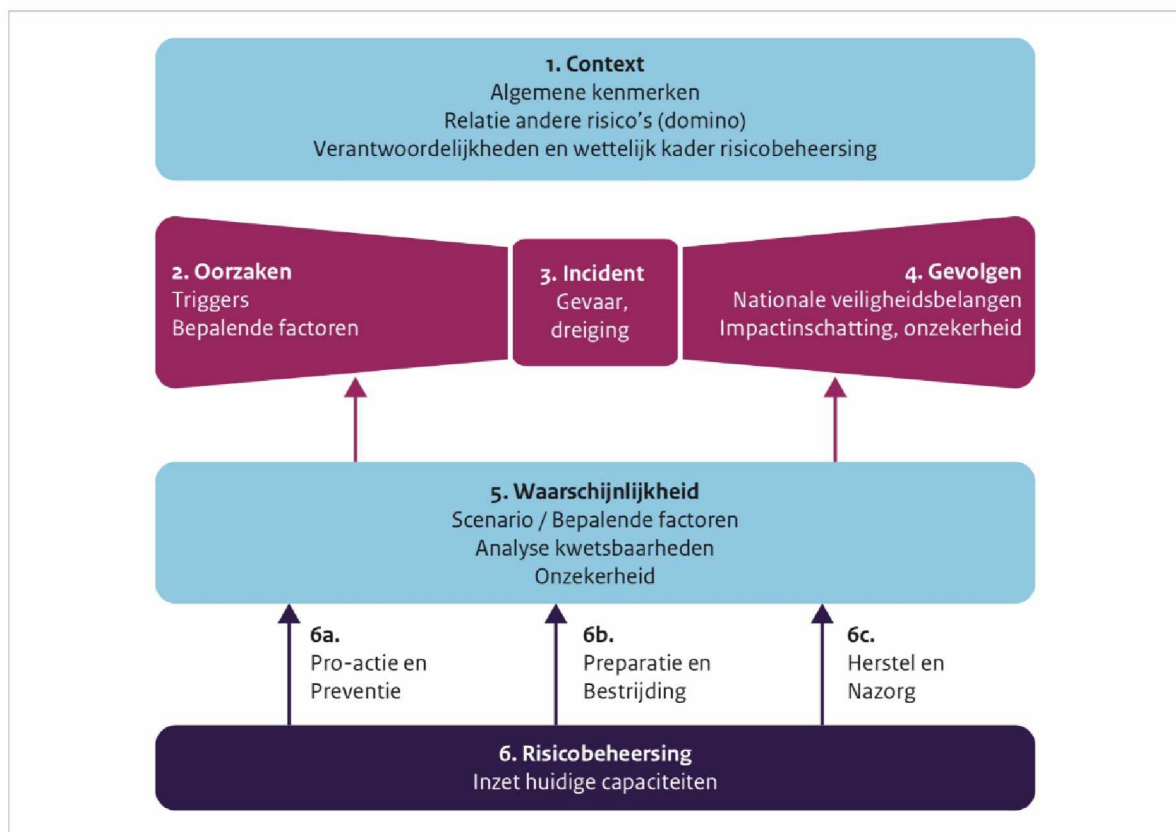 1. Context
Algemene kenmerken
Relatie andere risico's (domino)
Verantwoordelijkheden en wettelijk kader risicobeheersing
2. Oorzaken
Triggers
Bepalende factoren
3. Incident
Gevaar,
dreiging
4. Gevolgen
Nationale veiligheidsbelangen
Impactinschatting, onzekerheid
5. Waarschijnlijkheid
Scenario / Bepalende factoren
Analyse kwetsbaarheden
Onzekerheid
6a.
Pro-actie en
Preventie
6b.
Preparatie en
Bestrijding
6c.
Herstel en
Nazorg
6. Risicobeheersing
Inzet huidige capaciteiten